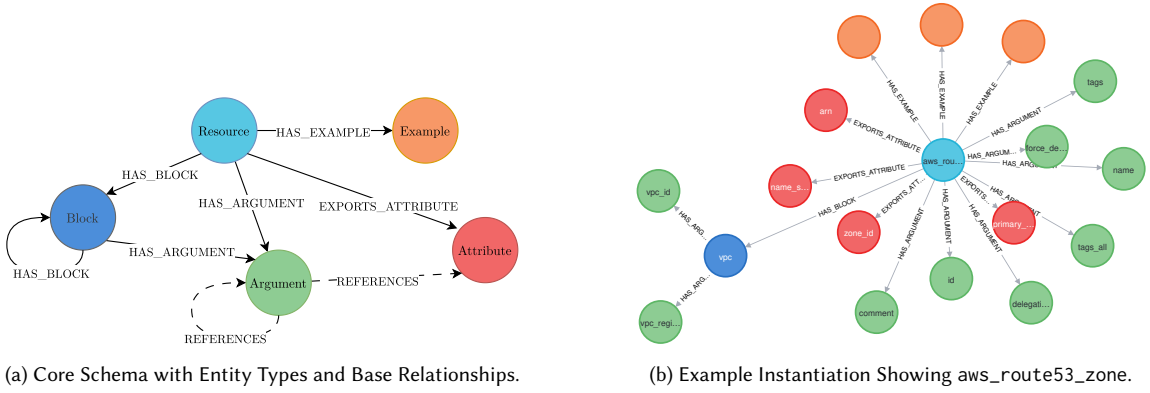 Resource
HAS_EXAMPLE
Example
HAS_BLOCK
HAS_ARGUMENT
EXPORTS_ATTRIBUTE
Block
HAS_ARGUMENT
Attribute
HAS_BLOCK
Argument
REFERENCES
REFERENCES
(a) Core Schema with Entity Types and Base Relationships.
HAS_EXAMPLE
HAS_EXAMPLE
HAS_EXAMPLE
tags
HAS_ARGUMENT
arn
EXPORTS_ATTRIBUTE
aws_rou...
HAS_ARGUM...
force_de...
HAS_ARGUMENT
name
name_s...
EXPORTS_ATTRIBUTE
vpc_id
HAS_ARG...
HAS_BLOCK
EXPORTS_ATT...
zone_id
EXPORTS...
primary_...
HAS_ARGUMENT
tags_all
HAS_ARGUMENT
HAS_ARGUMENT
HAS_ARGUMENT
vpc
HAS_ARG...
vpc_regi...
comment
id
delegati...
(b) Example Instantiation Showing aws_route53_zone.